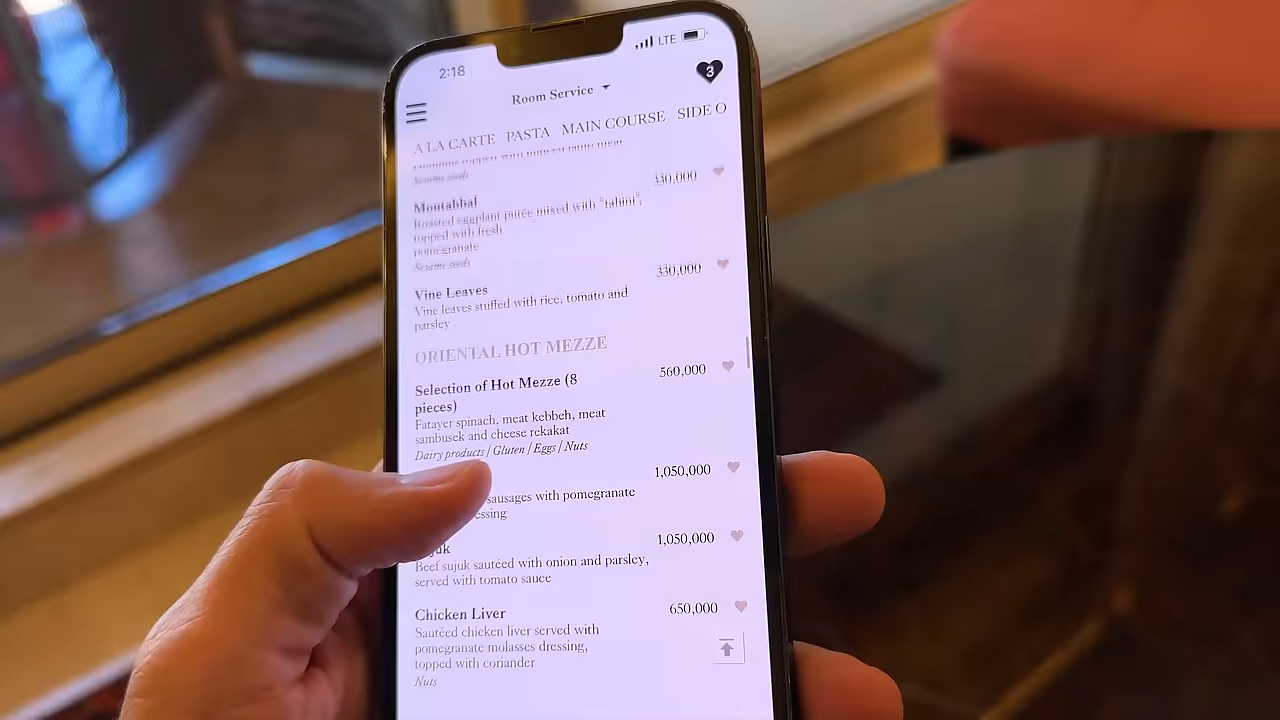 2:18
LTE
3
Room Service
A LA CARTE PASTA MAIN COURSE SIDE O
topped with
Sesame seeds
330,000
Moutabbal
Roasted eggplant purée mixed with "tahini",
topped with fresh
pomegranate
Sesame seeds
330,000
Vine Leaves
Vine leaves stuffed with rice, tomato and
parsley
ORIENTAL HOT MEZZE
560,000
Selection of Hot Mezze (8
pieces)
Fatayer spinach, meat kebbeh, meat
sambusek and cheese rekakat
Dairy products / Gluten / Eggs / Nuts
1,050,000
sausages with pomegranate
essing
1,050,000
Beef sujuk sautéed with onion and parsley,
served with tomato sauce
650,000
Chicken Liver
Sautéed chicken liver served with
pomegranate molasses dressing,
topped with coriander
Nuts